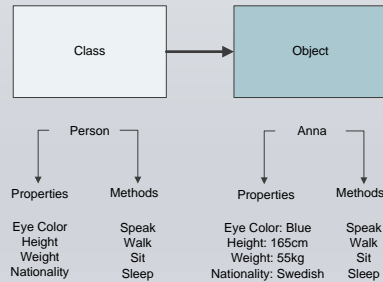 Class
Object
Person
Anna
Properties
Methods
Properties
Methods
Eye Color
Height
Weight
Nationality
Speak
Walk
Sit
Sleep
Eye Color: Blue
Height: 165cm
Weight: 55kg
Nationality: Swedish
Speak
Walk
Sit
Sleep